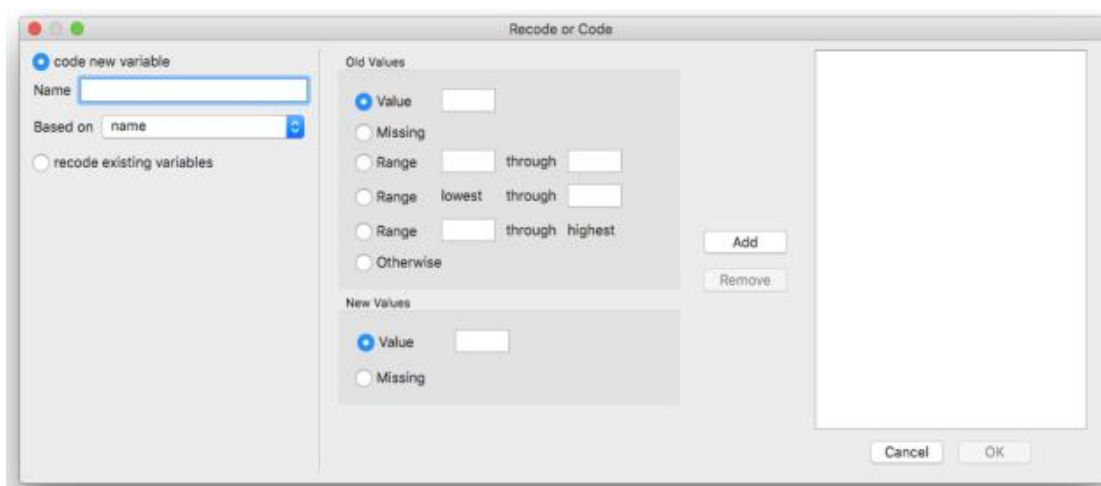 Recode or Code
code new variable
Name
Based on name
recode existing variables
Old Values
Value
Missing
Range through
Range lowest through
Range through highest
Otherwise
New Values
Value
Missing
Add
Remove
Cancel OK